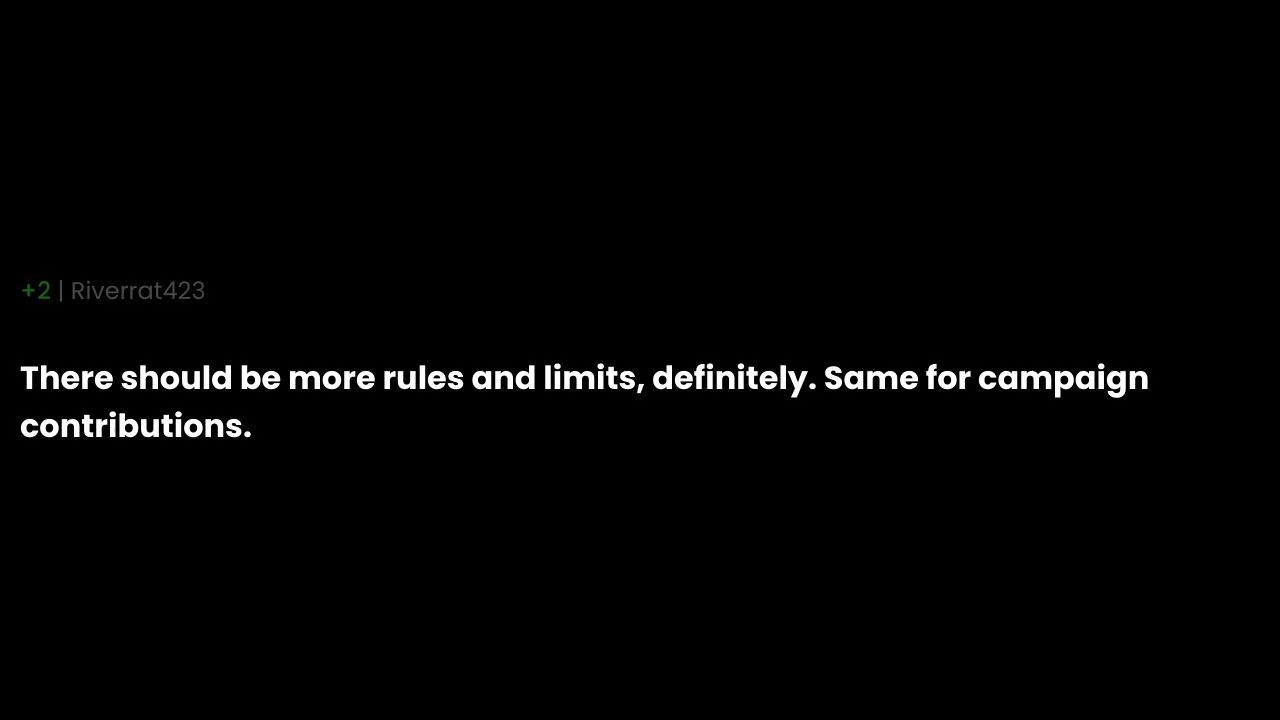 +2 | Riverrat423
There should be more rules and limits, definitely. Same for campaign
contributions.